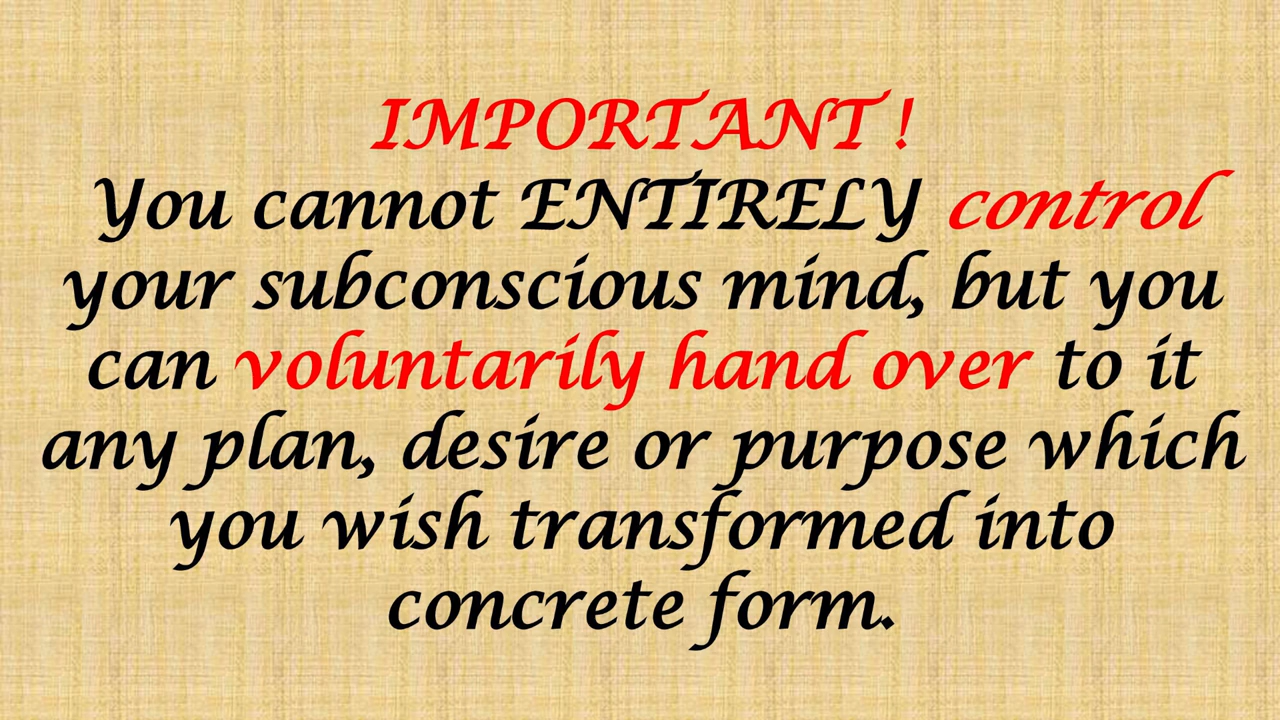 IMPORTANT !
You cannot ENTIRELY control
your subconscious mind, but you
can voluntarily hand over to it
any plan, desire or purpose which
you wish transformed into
concrete form.